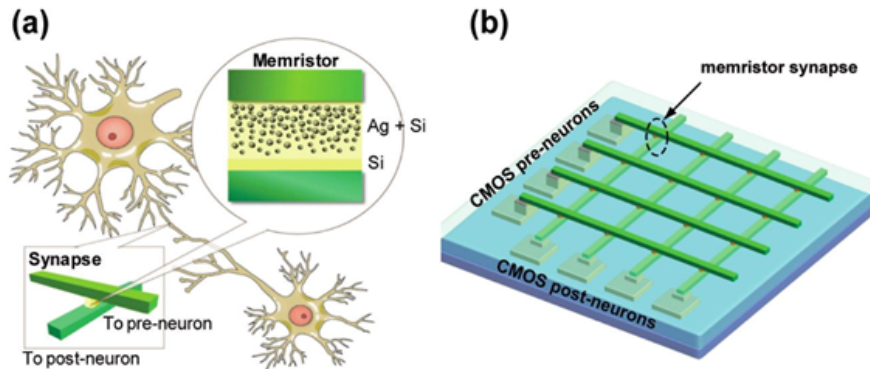 (a)
Memristor
Ag + Si
Si
Synapse
To pre-neuron
To post-neuron
(b)
memristor synapse
CMOS pre-neurons
CMOS post-neurons